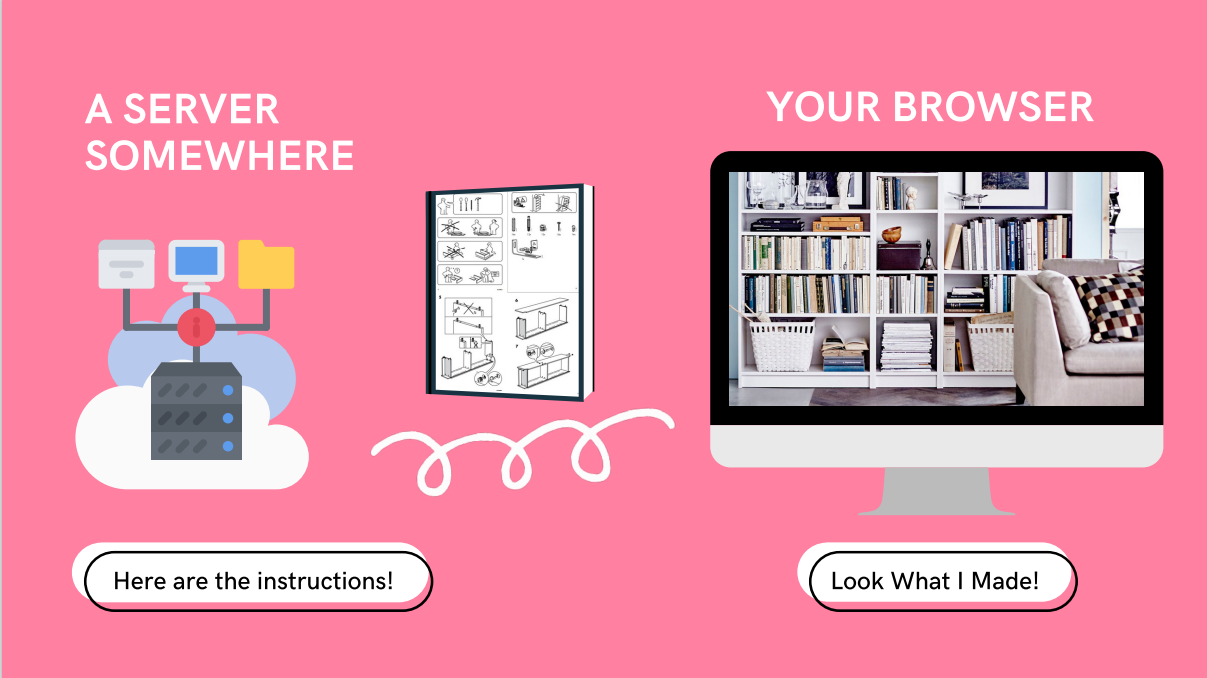 A SERVER
SOMEWHERE
YOUR BROWSER
Here are the instructions!
Look What I Made!